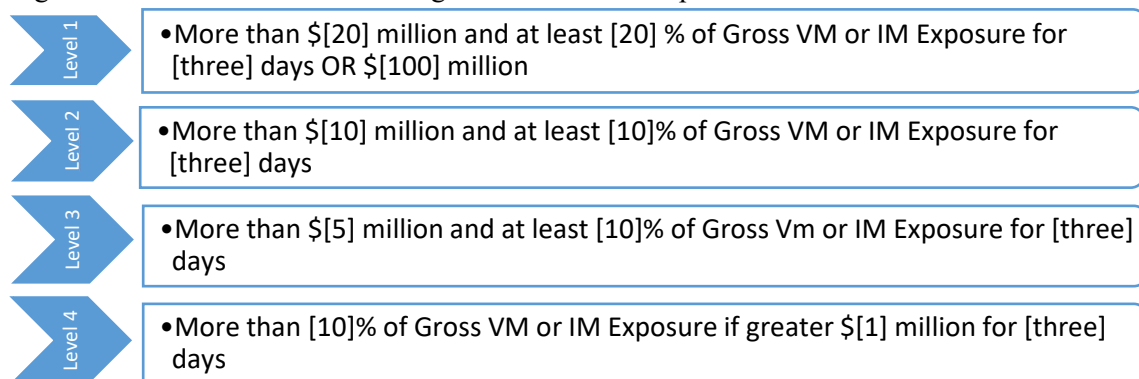 Level 1
•More than $[20] million and at least [20] % of Gross VM or IM Exposure for
[three] days OR $[100] million
Level 2
•More than $[10] million and at least [10]% of Gross VM or IM Exposure for
[three] days
Level 3
•More than $[5] million and at least [10]% of Gross Vm or IM Exposure for [three]
days
Level 4
•More than [10]% of Gross VM or IM Exposure if greater $[1] million for [three]
days